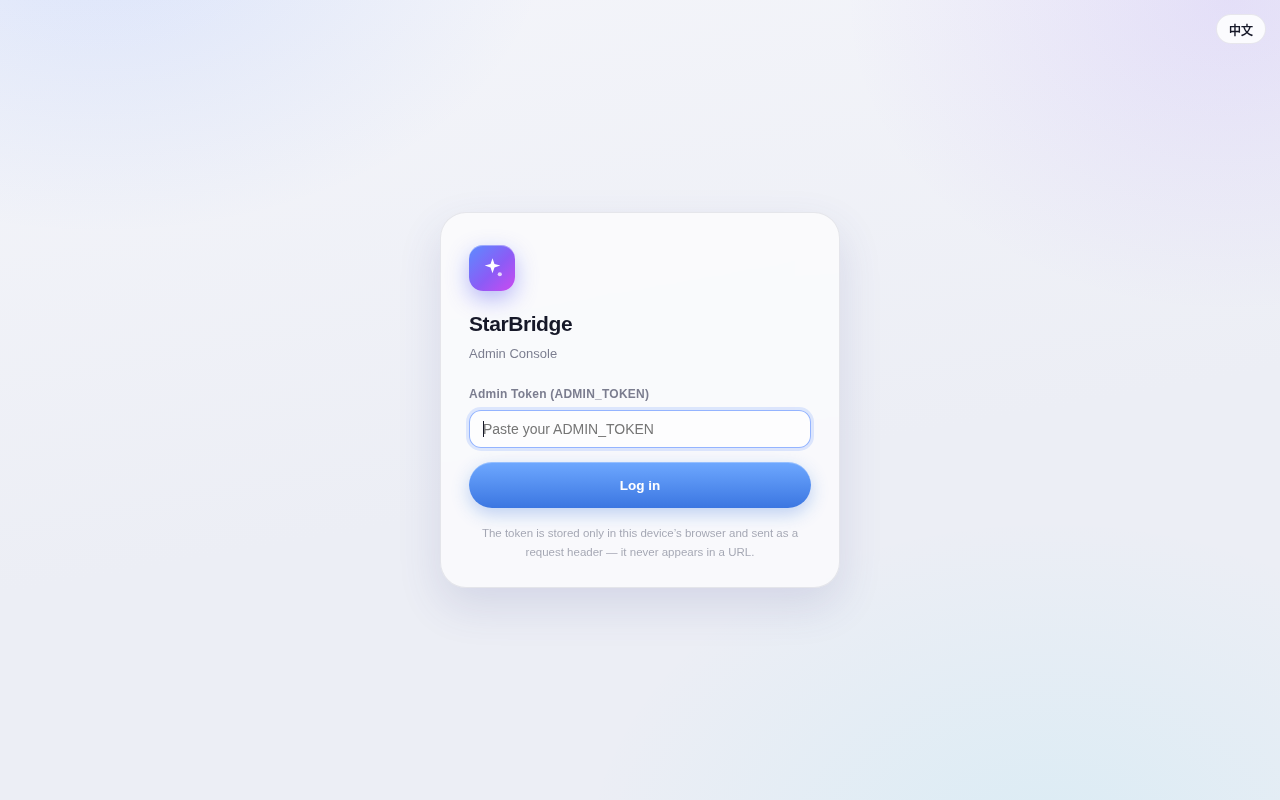 中文
StarBridge
Admin Console
Admin Token (ADMIN_TOKEN)
Paste your ADMIN_TOKEN
Log in
The token is stored only in this device's browser and sent as a
request header — it never appears in a URL.